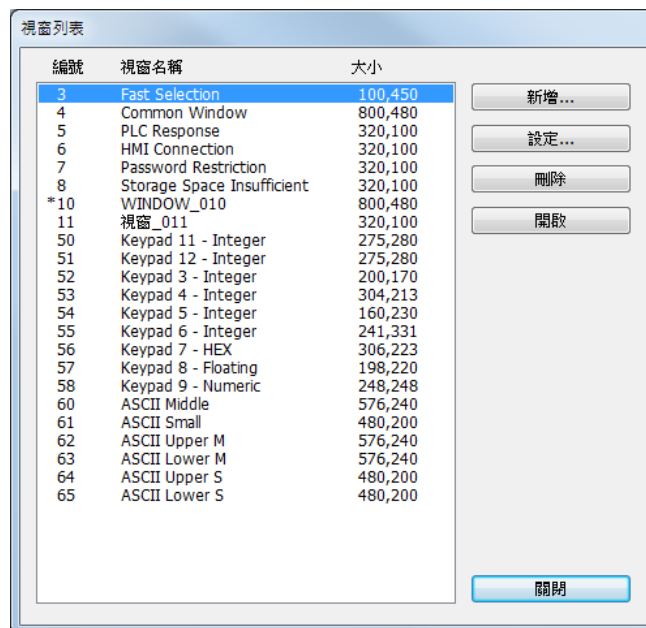 視窗列表
編號 視窗名稱 大小
3 Fast Selection 100,450
4 Common Window 800,480
5 PLC Response 320,100
6 HMI Connection 320,100
7 Password Restriction 320,100
8 Storage Space Insufficient 320,100
*10 WINDOW_010 800,480
11 視窗_011 320,100
50 Keypad 11 - Integer 275,280
51 Keypad 12 - Integer 275,280
52 Keypad 3 - Integer 200,170
53 Keypad 4 - Integer 304,213
54 Keypad 5 - Integer 160,230
55 Keypad 6 - Integer 241,331
56 Keypad 7 - HEX 306,223
57 Keypad 8 - Floating 198,220
58 Keypad 9 - Numeric 248,248
60 ASCII Middle 576,240
61 ASCII Small 480,200
62 ASCII Upper M 576,240
63 ASCII Lower M 576,240
64 ASCII Upper S 480,200
65 ASCII Lower S 480,200
新增...
設定...
刪除
開啟
關閉